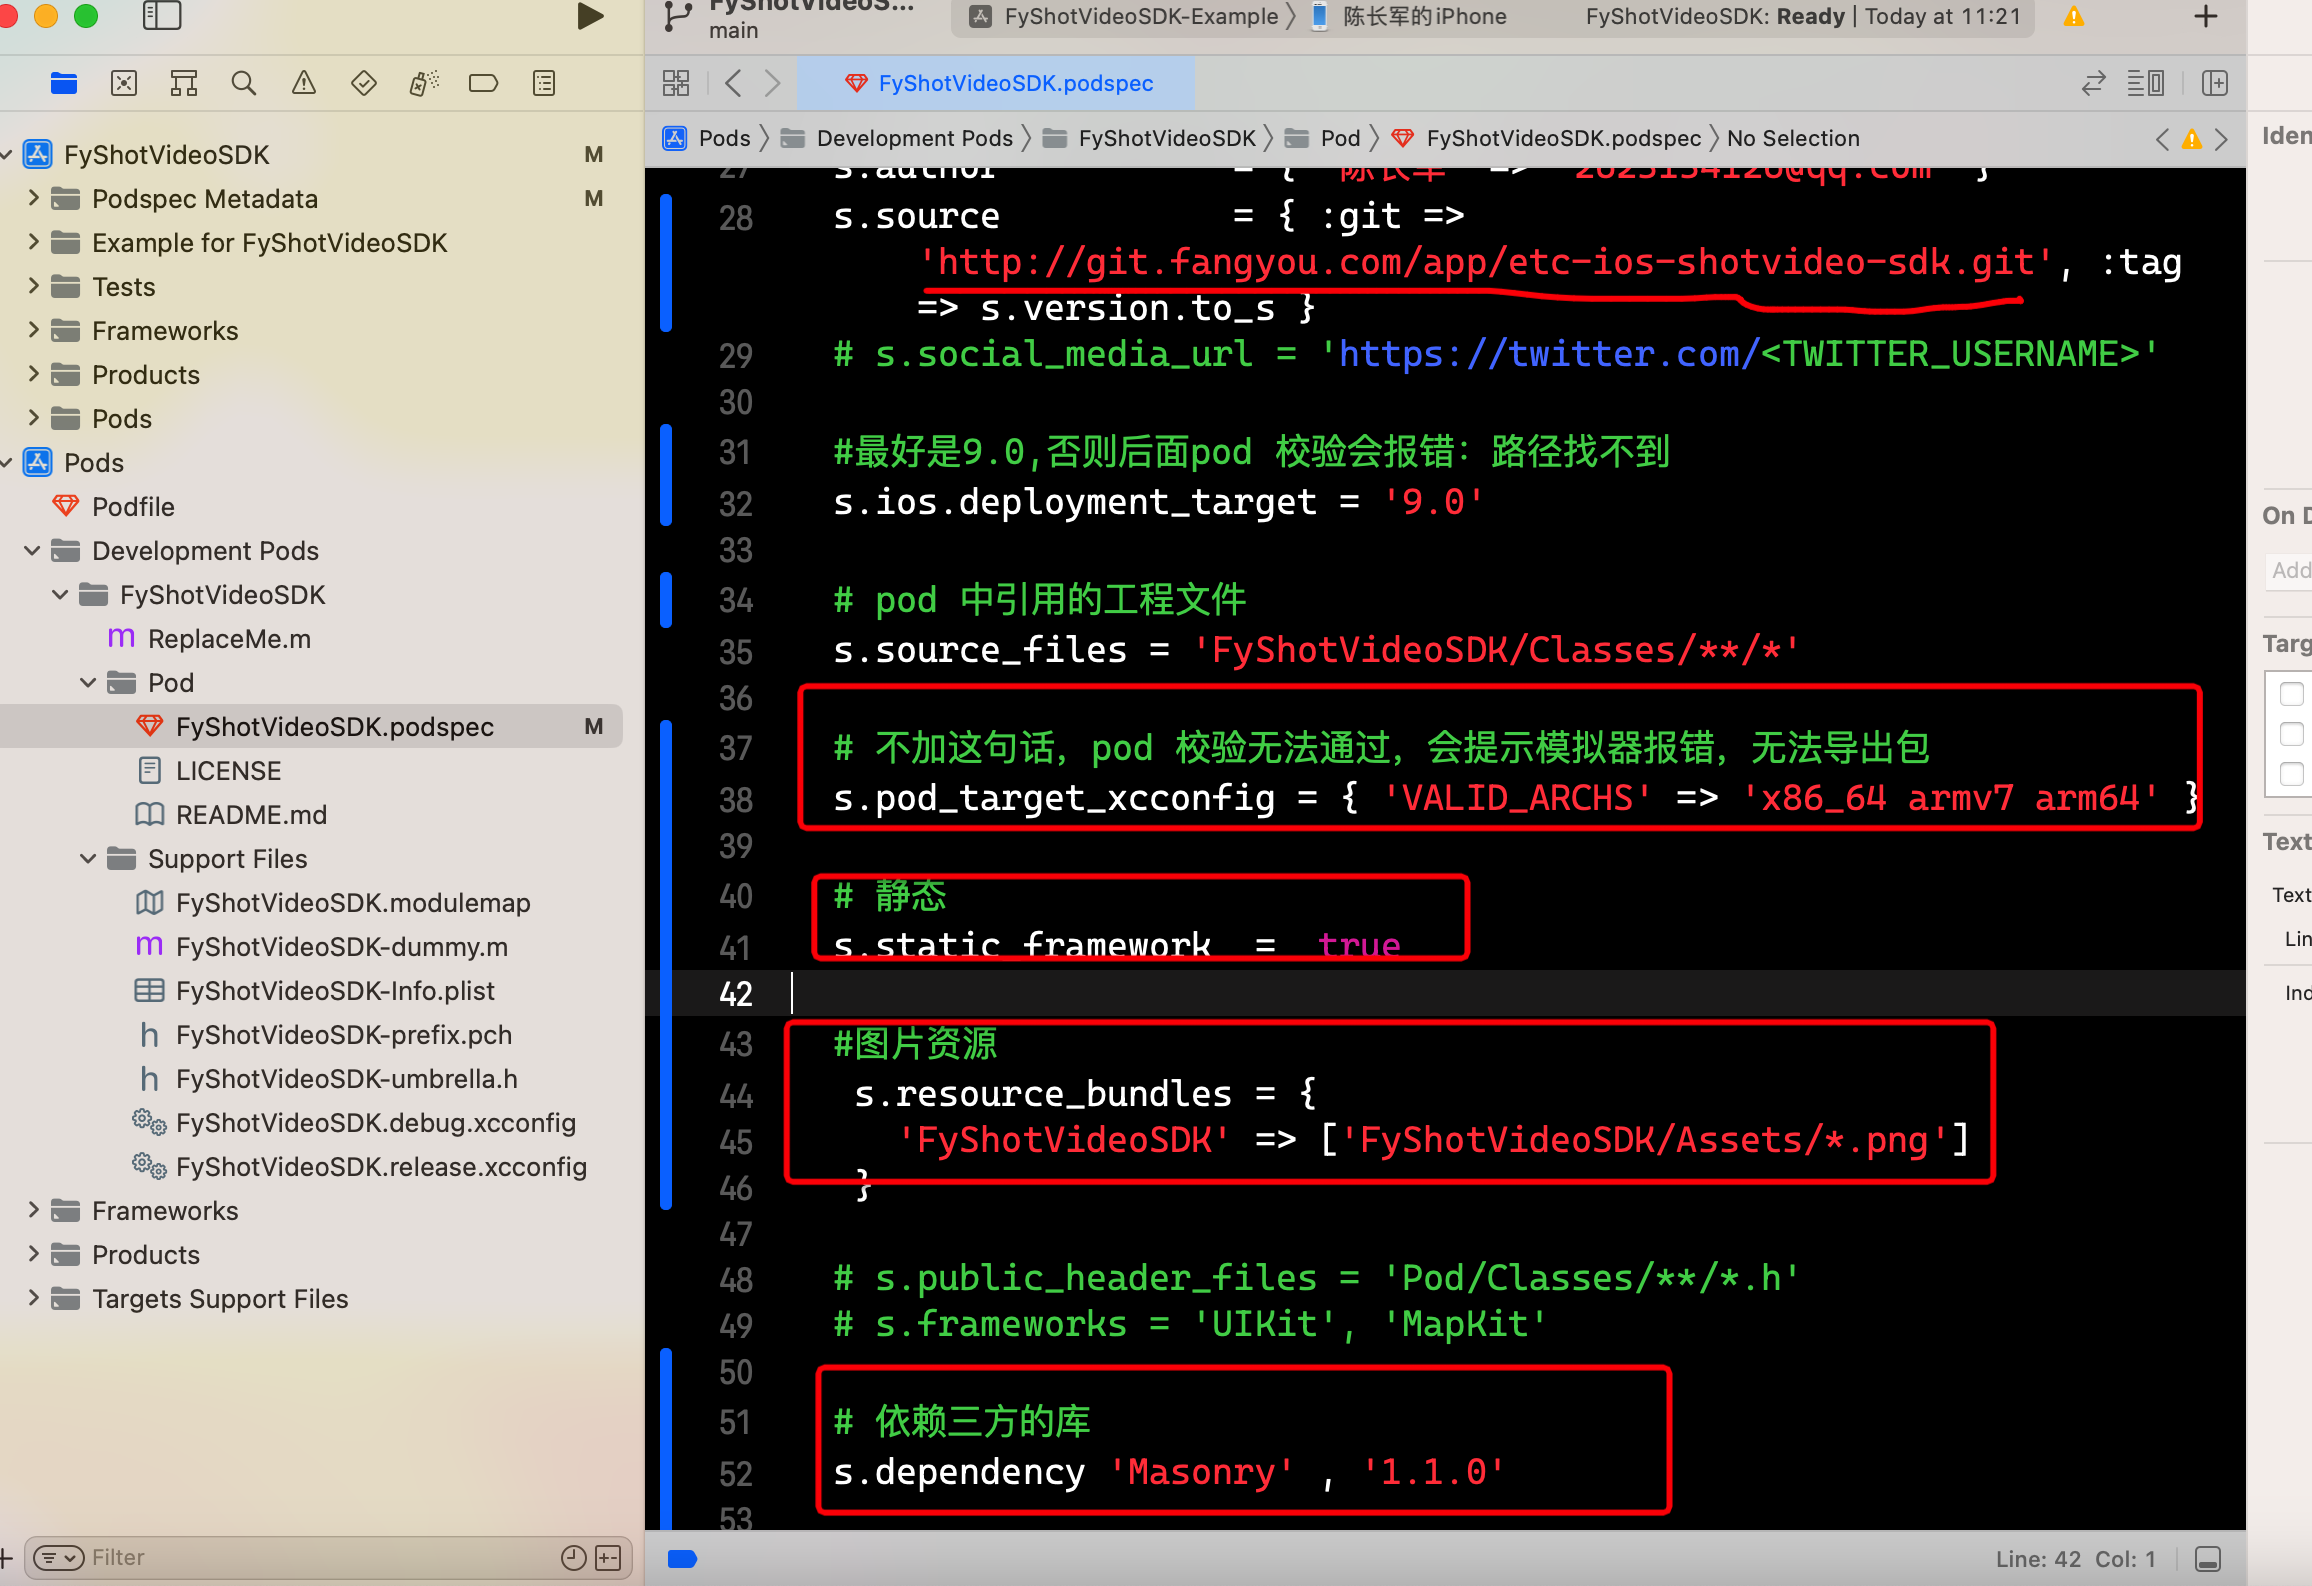 FyShotVideoS...
main
FyShotVideoSDK-Example
陈长军的iPhone
FyShotVideoSDK: Ready | Today at 11:21
FyShotVideoSDK.podspec
Pods
Development Pods
FyShotVideoSDK
Pod
FyShotVideoSDK.podspec
No Selection
FyShotVideoSDK M
Podspec Metadata M
Example for FyShotVideoSDK
Tests
Frameworks
Products
Pods
Pods
Podfile
Development Pods
FyShotVideoSDK
m ReplaceMe.m
Pod
FyShotVideoSDK.podspec M
LICENSE
README.md
Support Files
FyShotVideoSDK.modulemap
m FyShotVideoSDK-dummy.m
FyShotVideoSDK-Info.plist
h FyShotVideoSDK-prefix.pch
h FyShotVideoSDK-umbrella.h
FyShotVideoSDK.debug.xcconfig
FyShotVideoSDK.release.xcconfig
Frameworks
Products
Targets Support Files
Filter
27 s.author = { '陈长军' =>
28 s.source = { :git =>
'http://git.fangyou.com/app/etc-ios-shotvideo-sdk.git', :tag
=> s.version.to_s }
29 # s.social_media_url = 'https://twitter.com/<TWITTER_USERNAME>'
30
31 #最好是9.0,否则后面pod 校验会报错：路径找不到
32 s.ios.deployment_target = '9.0'
33
34 # pod 中引用的工程文件
35 s.source_files = 'FyShotVideoSDK/Classes/**/*'
36
37 # 不加这句话，pod 校验无法通过，会提示模拟器报错，无法导出包
38 s.pod_target_xcconfig = { 'VALID_ARCHS' => 'x86_64 armv7 arm64' }
39
40 # 静态
41 s.static_framework = true
42
43 #图片资源
44 s.resource_bundles = {
45 'FyShotVideoSDK' => ['FyShotVideoSDK/Assets/*.png']
46 }
47
48 # s.public_header_files = 'Pod/Classes/**/*.h'
49 # s.frameworks = 'UIKit', 'MapKit'
50
51 # 依赖三方的库
52 s.dependency 'Masonry' , '1.1.0'
53
Line: 42 Col: 1
Iden
On D
Add
Targ
Text
Text
Lin
Ind